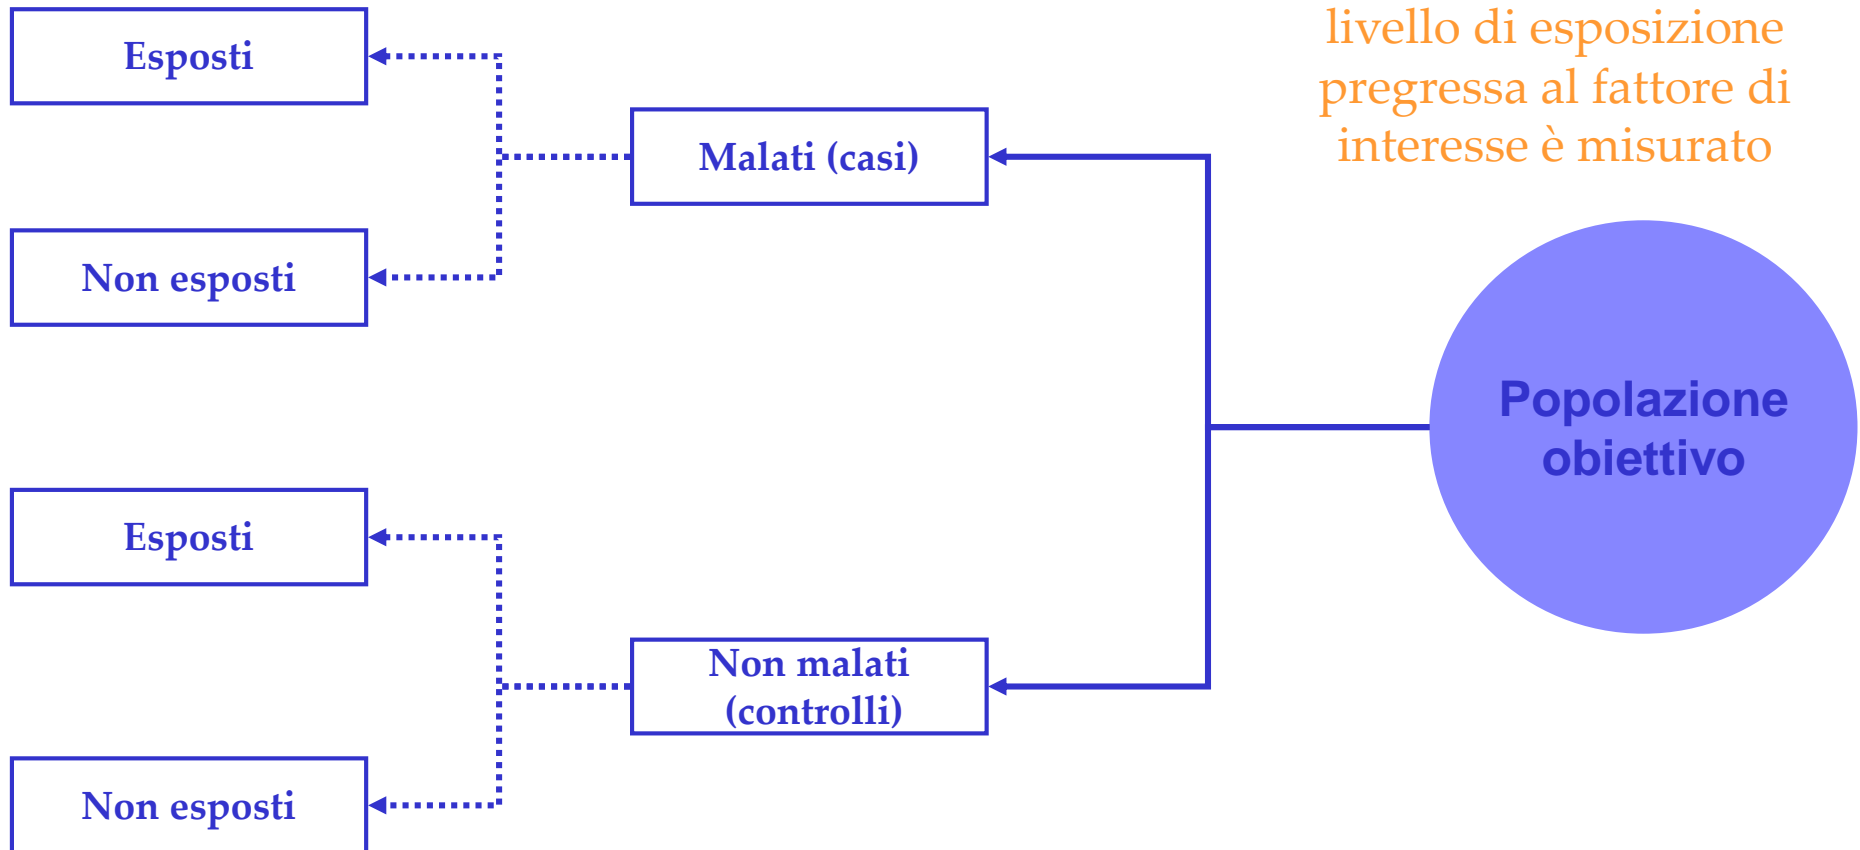 livello di esposizione
pregressa al fattore di
interesse è misurato
Esposti
Malati (casi)
Non esposti
Popolazione
obiettivo
Esposti
Non malati
(controlli)
Non esposti